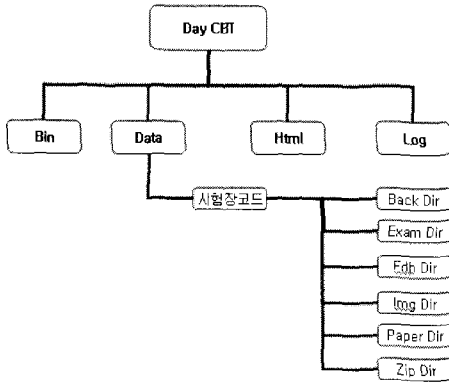 Day CBT
Bin
Data
Html
Log
시험장코드
Back Dir
Exam Dir
Edb Dir
Img Dir
Paper Dir
Zip Dir